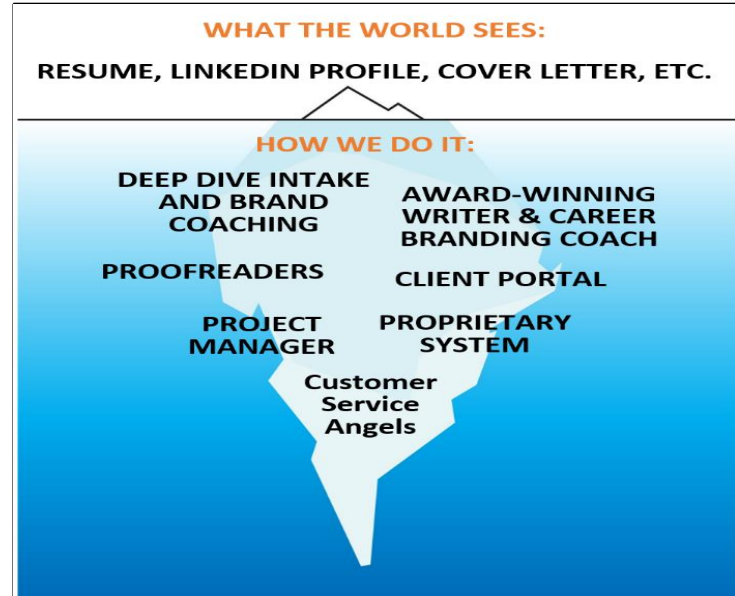 WHAT THE WORLD SEES:
RESUME, LINKEDIN PROFILE, COVER LETTER, ETC.
HOW WE DO IT:
DEEP DIVE INTAKE
AND BRAND
COACHING
AWARD-WINNING
WRITER & CAREER
BRANDING COACH
PROOFREADERS
CLIENT PORTAL
PROJECT
MANAGER
PROPRIETARY
SYSTEM
Customer
Service
Angels